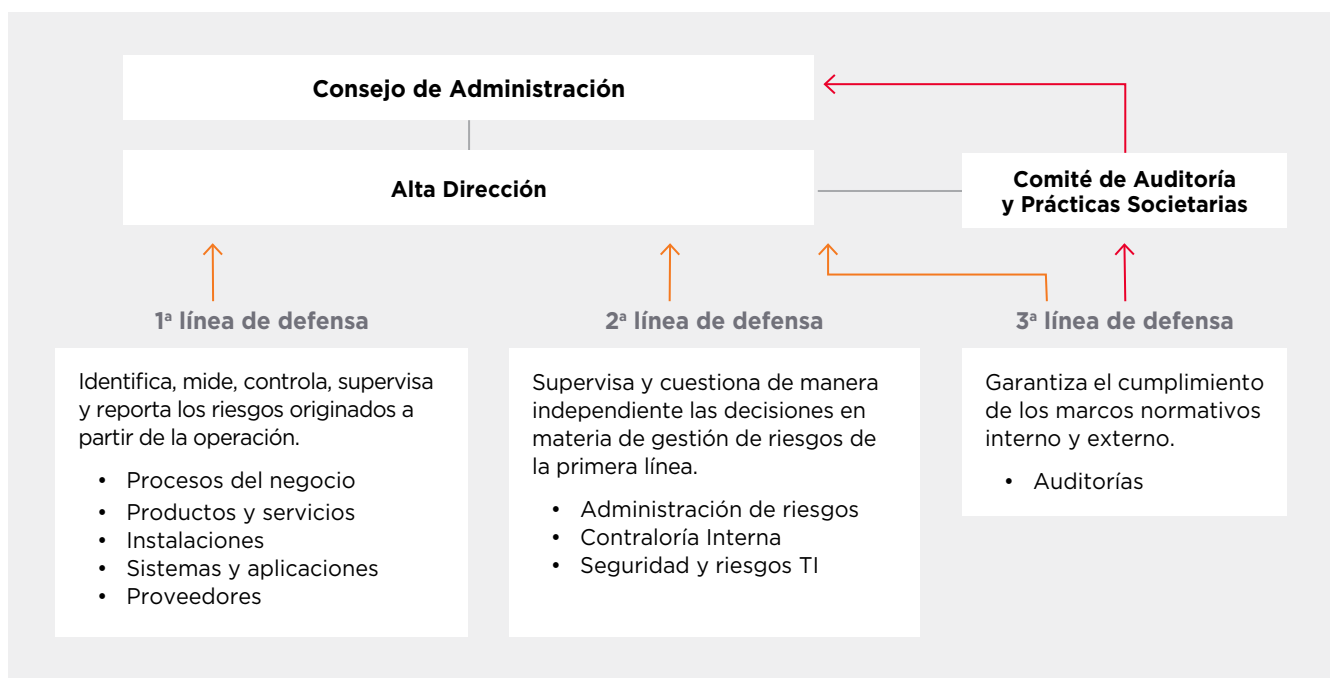 Consejo de Administración
Alta Dirección
Comité de Auditoría
y Prácticas Societarias
1ª línea de defensa
Identifica, mide, controla, supervisa
y reporta los riesgos originados a
partir de la operación.
• Procesos del negocio
• Productos y servicios
• Instalaciones
• Sistemas y aplicaciones
• Proveedores
2ª línea de defensa
Supervisa y cuestiona de manera
independiente las decisiones en
materia de gestión de riesgos de
la primera línea.
• Administración de riesgos
• Contraloría Interna
• Seguridad y riesgos TI
3ª línea de defensa
Garantiza el cumplimiento
de los marcos normativos
interno y externo.
• Auditorías